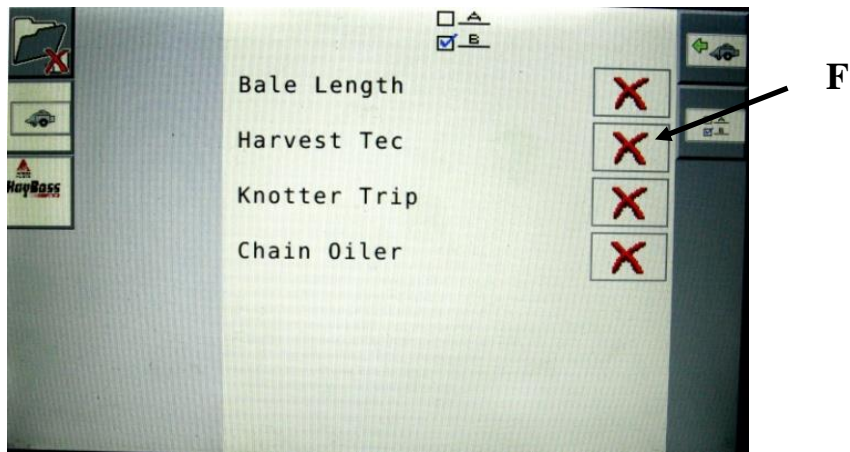 A
B
F
Bale Length
Harvest Tec
Knotter Trip
Chain Oiler
A
B
HayBoss